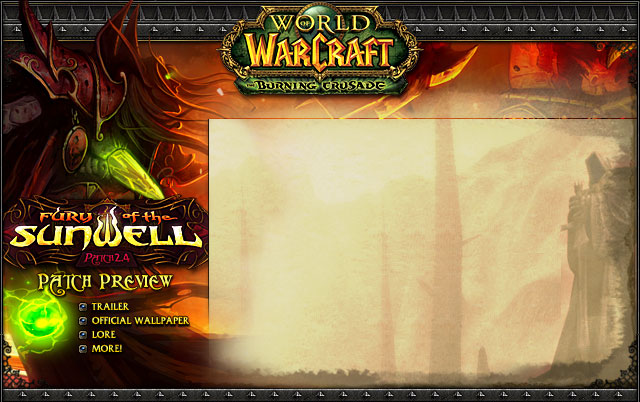 WORLD
OF
WARCRAFT
THE BURNING CRUSADE
FURY of the
SUNWELL
PATCH 2.4
PATCH PREVIEW
TRAILER
OFFICIAL WALLPAPER
LORE
MORE!